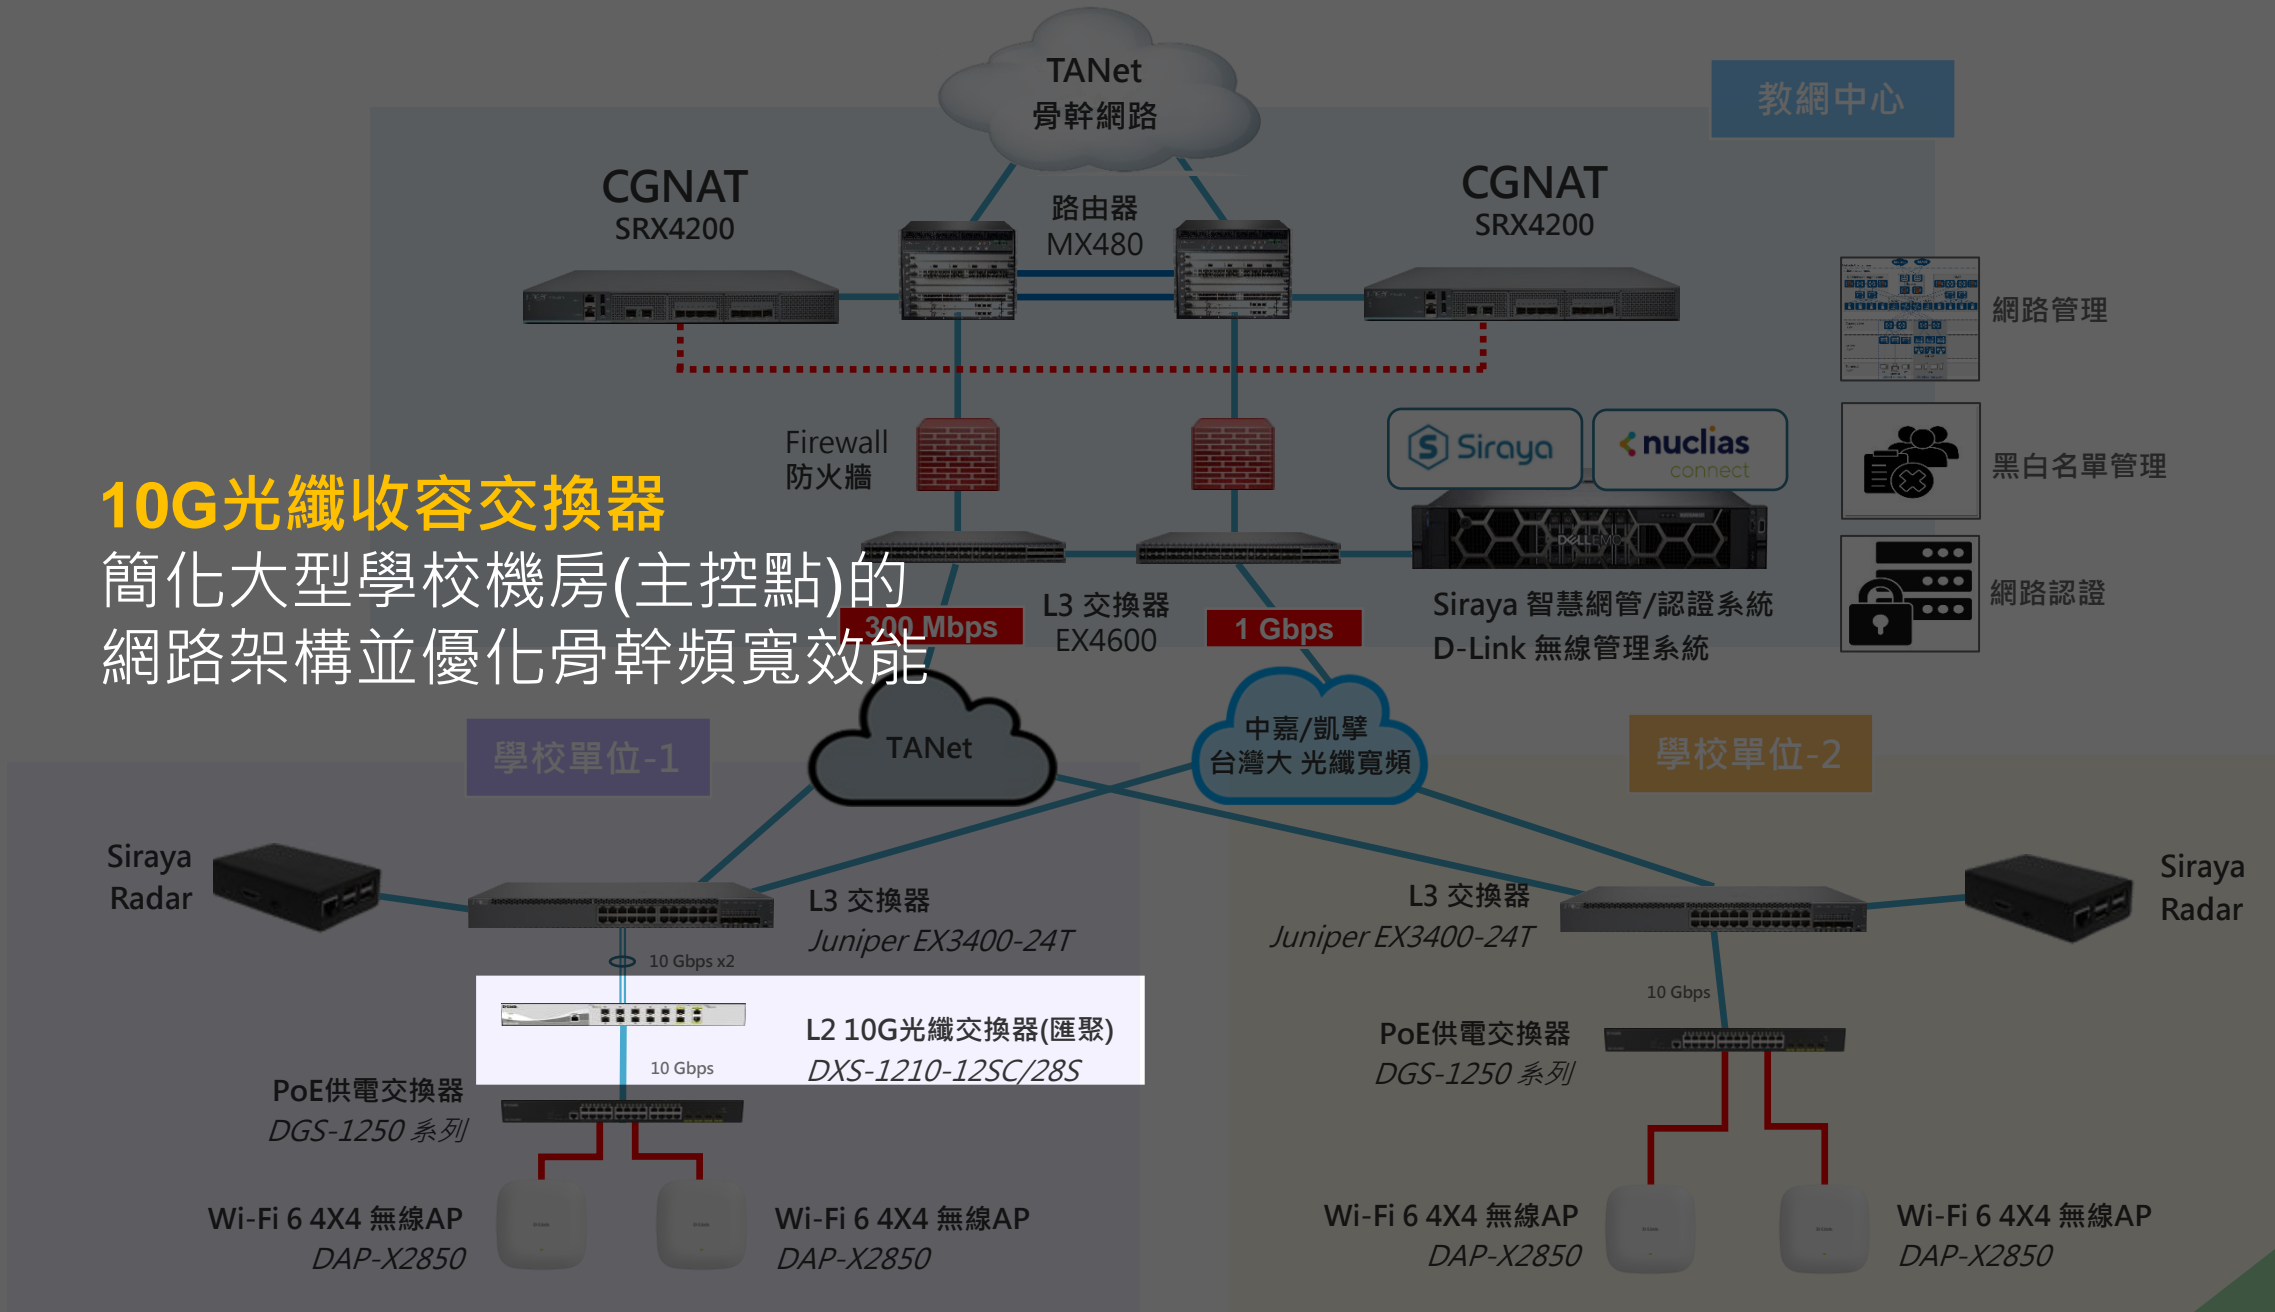 TANet
骨幹網路
教網中心
CGNAT
SRX4200
路由器
MX480
CGNAT
SRX4200
網路管理
Firewall
防火牆
Siraya
nuclias
connect
黑白名單管理
10G光纖收容交換器
簡化大型學校機房(主控點)的
網路架構並優化骨幹頻寬效能
DELLEMC
300 Mbps
L3 交換器
EX4600
1 Gbps
Siraya 智慧網管/認證系統
D-Link 無線管理系統
網路認證
學校單位-1
TANet
中嘉/凱擘
台灣大 光纖寬頻
學校單位-2
Siraya
Radar
L3 交換器
Juniper EX3400-24T
L3 交換器
Juniper EX3400-24T
Siraya
Radar
10 Gbps x2
10 Gbps
L2 10G光纖交換器(匯聚)
DXS-1210-12SC/28S
10 Gbps
PoE供電交換器
DGS-1250 系列
PoE供電交換器
DGS-1250 系列
Wi-Fi 6 4X4 無線AP
DAP-X2850
Wi-Fi 6 4X4 無線AP
DAP-X2850
Wi-Fi 6 4X4 無線AP
DAP-X2850
Wi-Fi 6 4X4 無線AP
DAP-X2850